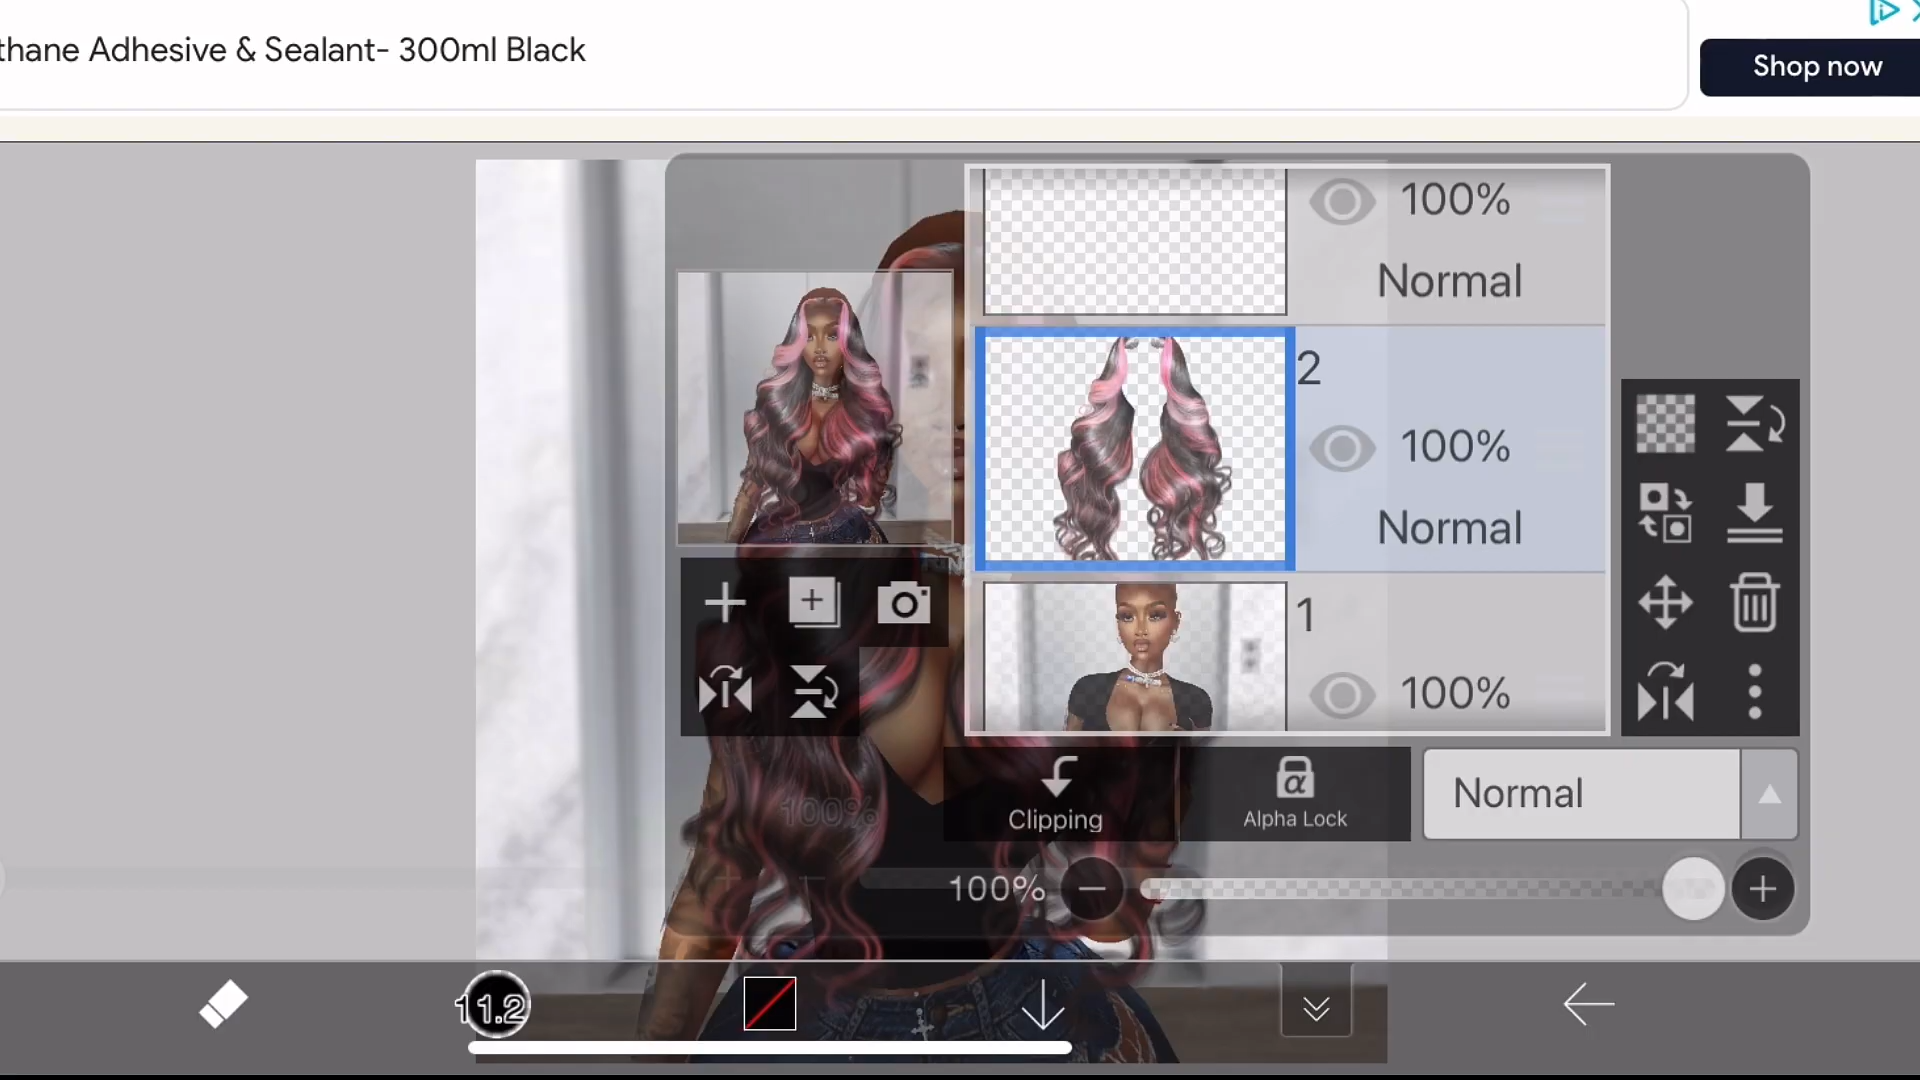 thane Adhesive & Sealant- 300ml Black
Shop now
100%
Normal
2
100%
Normal
1
100%
100%
Clipping
α
Alpha Lock
Normal
100%
11.2